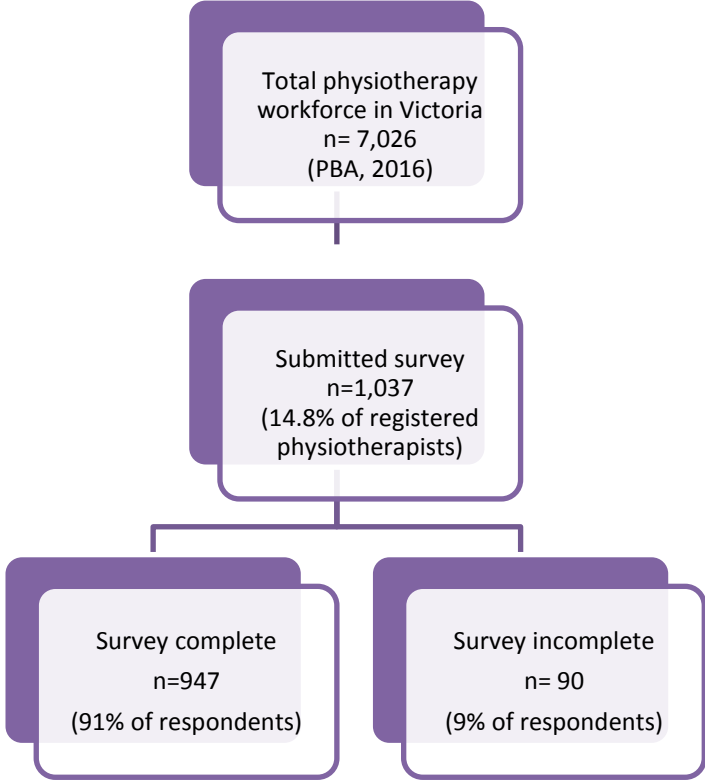 Total physiotherapy
workforce in Victoria
n= 7,026
(PBA, 2016)
Submitted survey
n=1,037
(14.8% of registered
physiotherapists)
Survey complete
n=947
(91% of respondents)
Survey incomplete
n= 90
(9% of respondents)